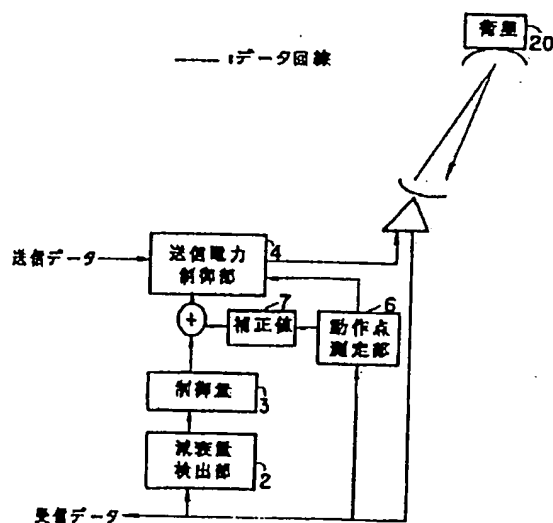 衛星
20
:データ回線
送信データ
送信電力
制御部
4
7
補正値
6
動作点
測定部
+
制御量
3
減衰量
検出部
2
受信データ